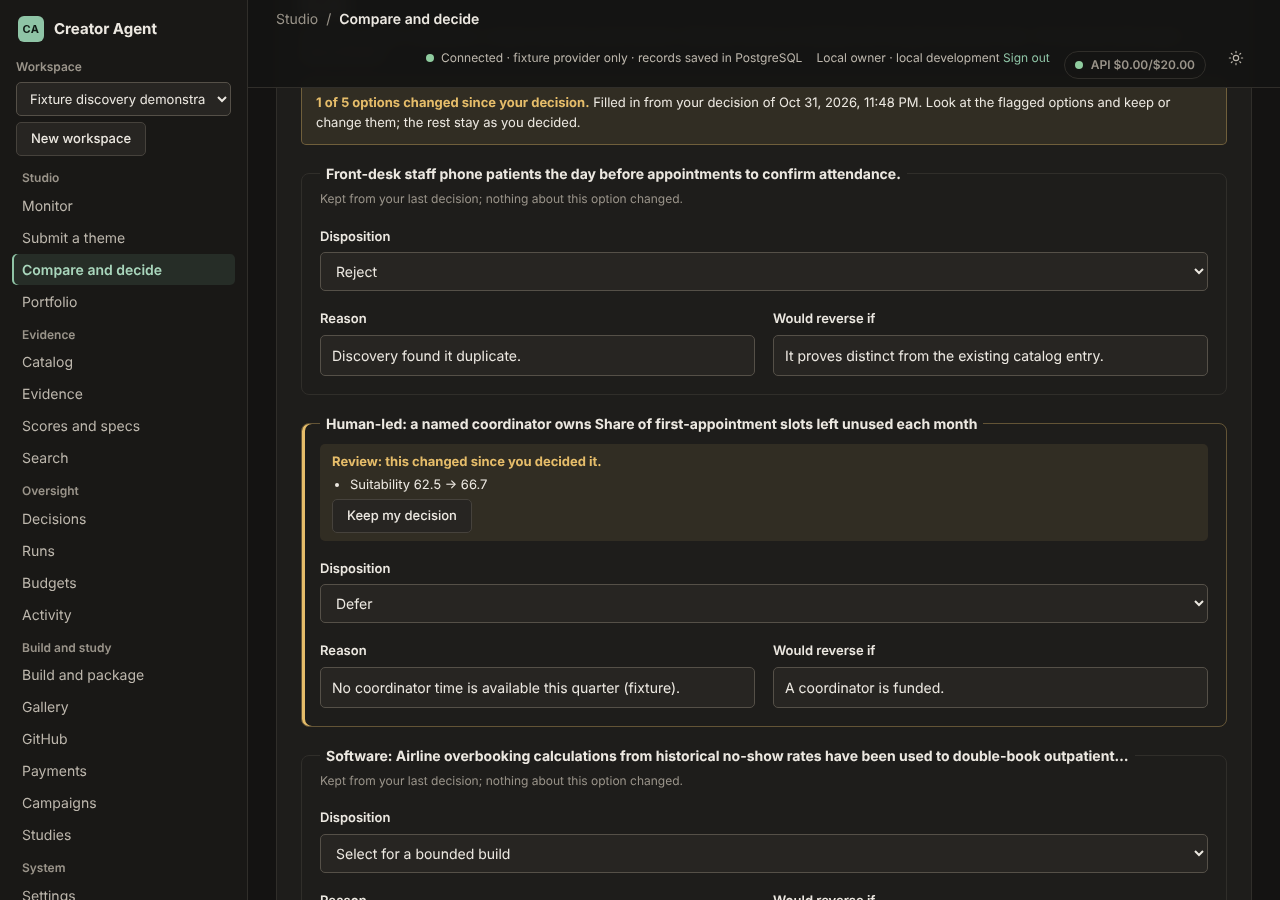 CA Creator Agent
Workspace
Fixture discovery demonstra
New workspace
Studio
Monitor
Submit a theme
Compare and decide
Portfolio
Evidence
Catalog
Evidence
Scores and specs
Search
Oversight
Decisions
Runs
Budgets
Activity
Build and study
Build and package
Gallery
GitHub
Payments
Campaigns
Studies
System
Settings
Studio / Compare and decide
Connected · fixture provider only · records saved in PostgreSQL Local owner · local development Sign out API $0.00/$20.00
1 of 5 options changed since your decision. Filled in from your decision of Oct 31, 2026, 11:48 PM. Look at the flagged options and keep or
change them; the rest stay as you decided.
Front-desk staff phone patients the day before appointments to confirm attendance.
Kept from your last decision; nothing about this option changed.
Disposition
Reject
Reason Would reverse if
Discovery found it duplicate. It proves distinct from the existing catalog entry.
Human-led: a named coordinator owns Share of first-appointment slots left unused each month
Review: this changed since you decided it.
• Suitability 62.5 → 66.7
Keep my decision
Disposition
Defer
Reason Would reverse if
No coordinator time is available this quarter (fixture). A coordinator is funded.
Software: Airline overbooking calculations from historical no-show rates have been used to double-book outpatient...
Kept from your last decision; nothing about this option changed.
Disposition
Select for a bounded build
Reason Would reverse if